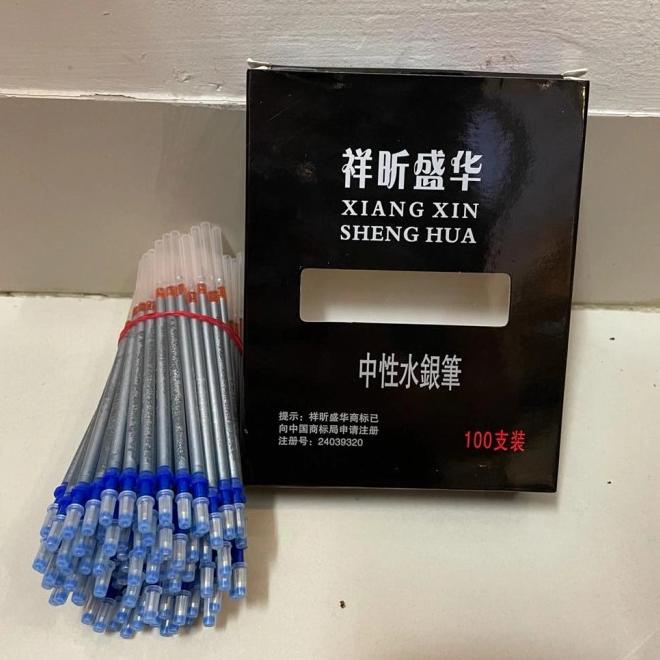 祥昕盛华
XIANG XIN
SHENG HUA
中性水銀筆
提示：祥昕盛华商标已
向中国商标局申请注册
注册号：24039320
100支装